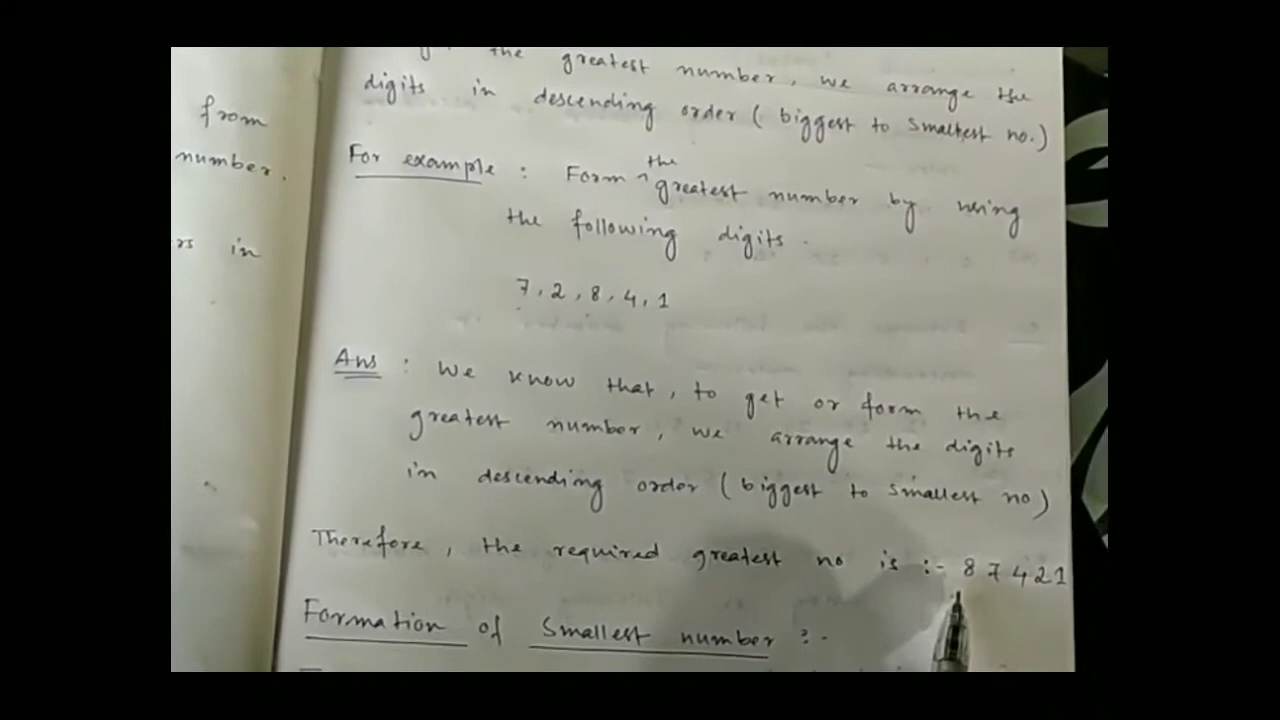 the greatest number, we arrange the
digits in descending order ( biggest to smallest no.)
from
number.
For example : Form the greatest number by using
the following digits.
rs in
7, 2, 8, 4, 1
Ans : We know that, to get or form the
greatest number, we arrange the digits
in descending order ( biggest to smallest no)
Therefore, the required greatest no is :- 87421
Formation of Smallest number :-